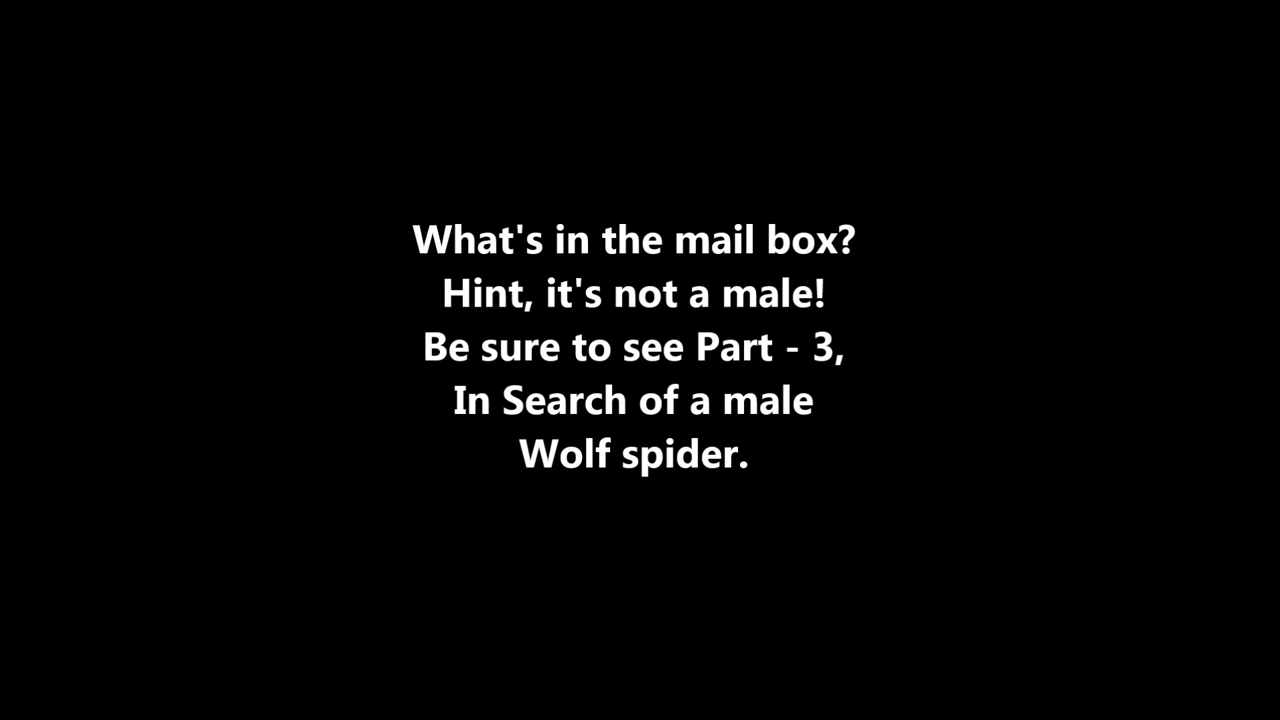 What's in the mail box?
Hint, it's not a male!
Be sure to see Part - 3,
In Search of a male
Wolf spider.